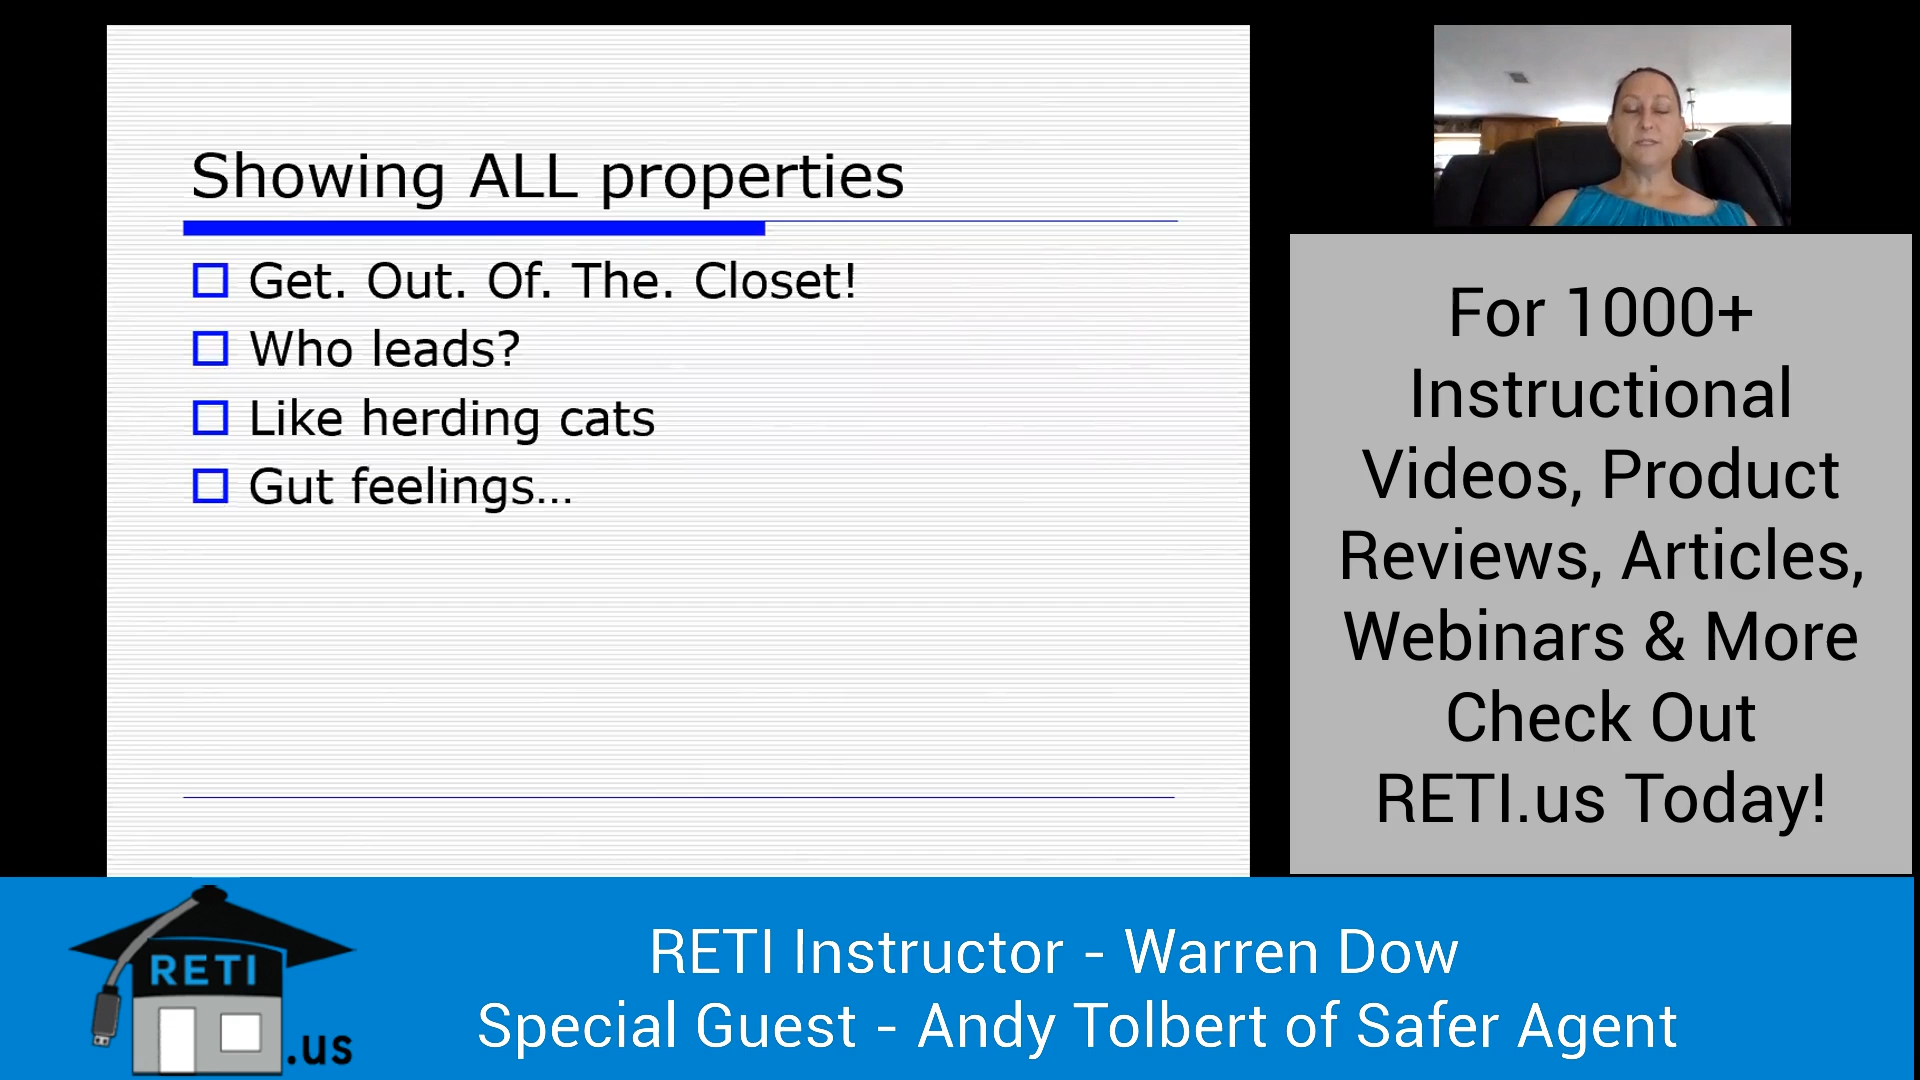 Showing ALL properties
Get. Out. Of. The. Closet!
Who leads?
Like herding cats
Gut feelings...
For 1000+
Instructional
Videos, Product
Reviews, Articles,
Webinars & More
Check Out
RETI.us Today!
RETI
.us
RETI Instructor - Warren Dow
Special Guest - Andy Tolbert of Safer Agent